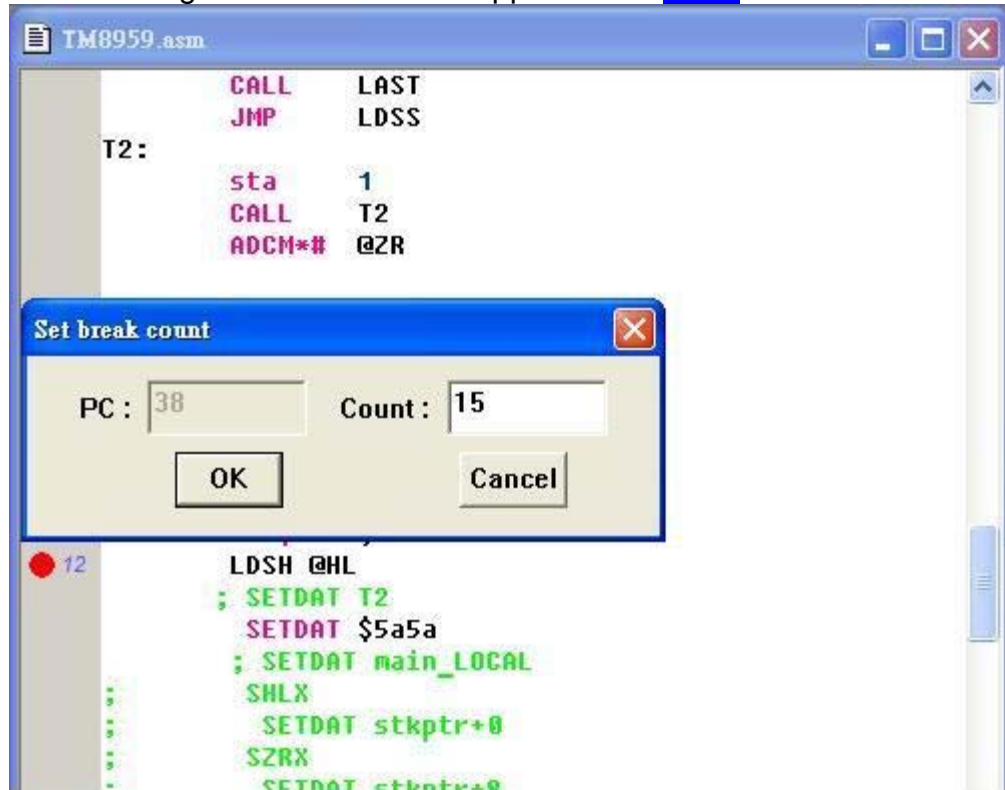 TM8959.asm
CALL LAST
JMP LDSS
T2:
sta 1
CALL T2
ADCM*# @ZR
Set break count
PC : 38 Count : 15
OK Cancel
12 LDSH @HL
; SETDAT T2
SETDAT $5a5a
; SETDAT main_LOCAL
; SHLX
; SETDAT stkptr+0
; SZRX